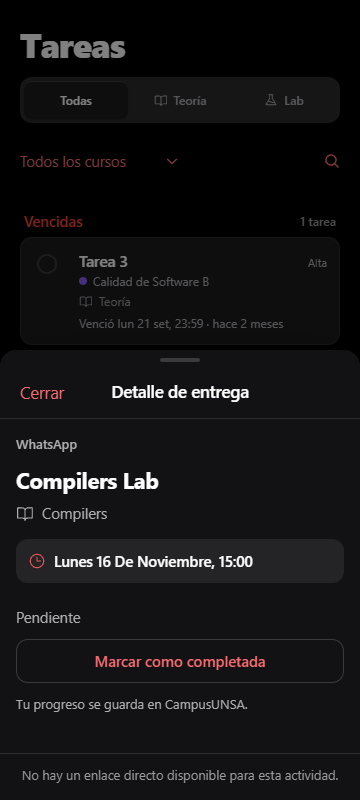 Tareas
Todas
Teoría
Lab
Todos los cursos
Vencidas
1 tarea
Tarea 3
Alta
Calidad de Software B
Teoría
Venció lun 21 set, 23:59 · hace 2 meses
Cerrar
Detalle de entrega
WhatsApp
Compilers Lab
Compilers
Lunes 16 De Noviembre, 15:00
Pendiente
Marcar como completada
Tu progreso se guarda en CampusUNSA.
No hay un enlace directo disponible para esta actividad.